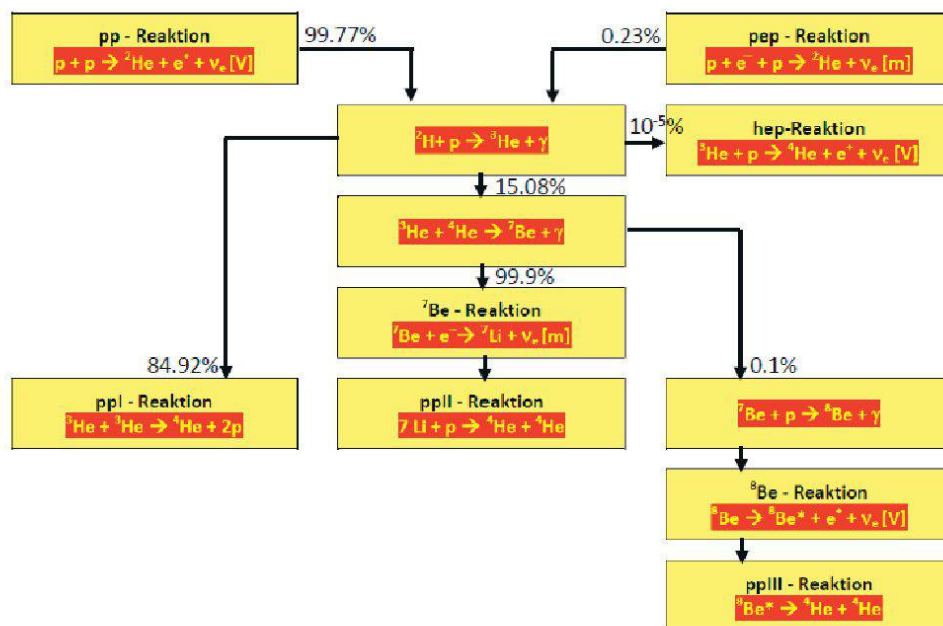 pp - Reaktion
p + p → ²He + e⁺ + νₑ [V]
99.77%
0.23%
pep - Reaktion
p + e⁻ + p → ²He + νₑ [m]
²H+ p → ³He + γ
10⁻⁵%
hep-Reaktion
³He + p → ⁴He + e⁺ + νₑ [V]
15.08%
³He + ⁴He → ⁷Be + γ
99.9%
⁷Be - Reaktion
⁷Be + e⁻→ ⁷Li + νₑ [m]
84.92%
0.1%
ppI - Reaktion
³He + ³He → ⁴He + 2p
ppII - Reaktion
7 Li + p → ⁴He + ⁴He
⁷Be + p → ⁸Be + γ
⁸Be - Reaktion
⁸Be → ⁸Be* + e⁺ + νₑ [V]
ppIII - Reaktion
⁸Be* → ⁴He + ⁴He